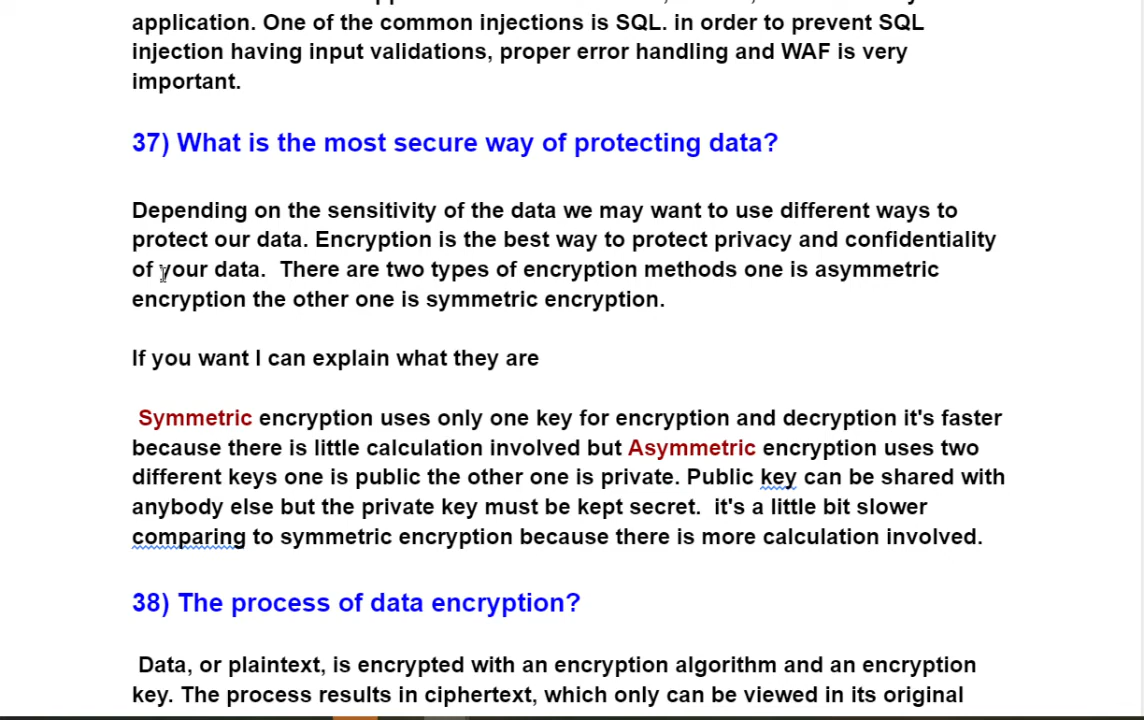 application. One of the common injections is SQL. in order to prevent SQL
injection having input validations, proper error handling and WAF is very
important.
37) What is the most secure way of protecting data?
Depending on the sensitivity of the data we may want to use different ways to
protect our data. Encryption is the best way to protect privacy and confidentiality
of your data.  There are two types of encryption methods one is asymmetric
encryption the other one is symmetric encryption.
If you want I can explain what they are
Symmetric encryption uses only one key for encryption and decryption it's faster
because there is little calculation involved but Asymmetric encryption uses two
different keys one is public the other one is private. Public key can be shared with
anybody else but the private key must be kept secret.  it's a little bit slower
comparing to symmetric encryption because there is more calculation involved.
38) The process of data encryption?
Data, or plaintext, is encrypted with an encryption algorithm and an encryption
key. The process results in ciphertext, which only can be viewed in its original